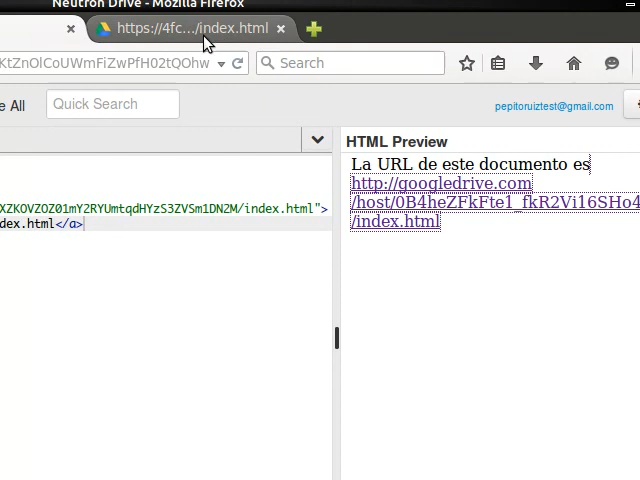 Neutron Drive - Mozilla Firefox
https://4fc.../index.html
KtZnOlCoUWmFiZwPfH02tQOhw
Search
e All
Quick Search
pepitoruiztest@gmail.com
HTML Preview
La URL de este documento es
http://googledrive.com
/host/0B4heZFkFte1_fkR2Vi16SHo4
/index.html
XZKOVZOZ01mY2RYUmtqdHYzS3ZVSm1DN2M/index.html">
dex.html</a>